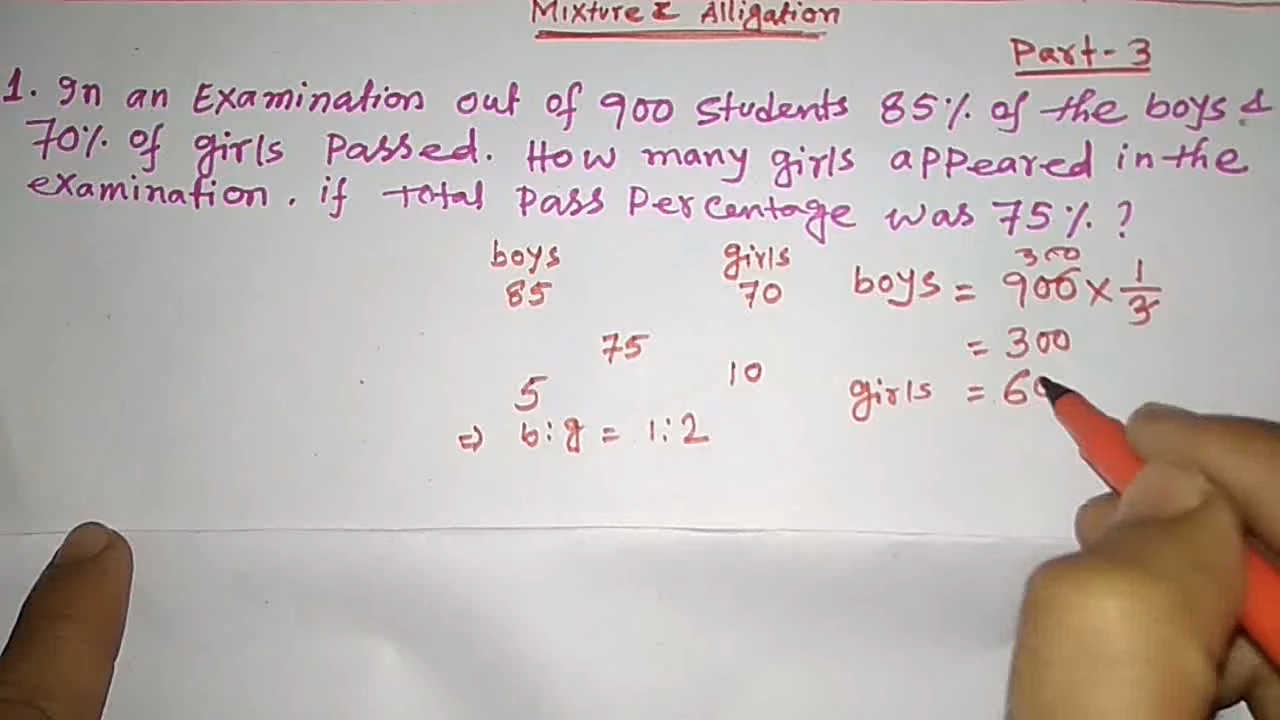 Mixture & Alligation
Part-3
1. In an Examination out of 900 Students 85% of the boys &
70% of girls Passed. How many girls appeared in the
examination. if total Pass Percentage was 75% ?
boys girls
85 70
75
5 10
⇒ b:g = 1:2
300
boys = 900 × 1/3
= 300
girls = 60